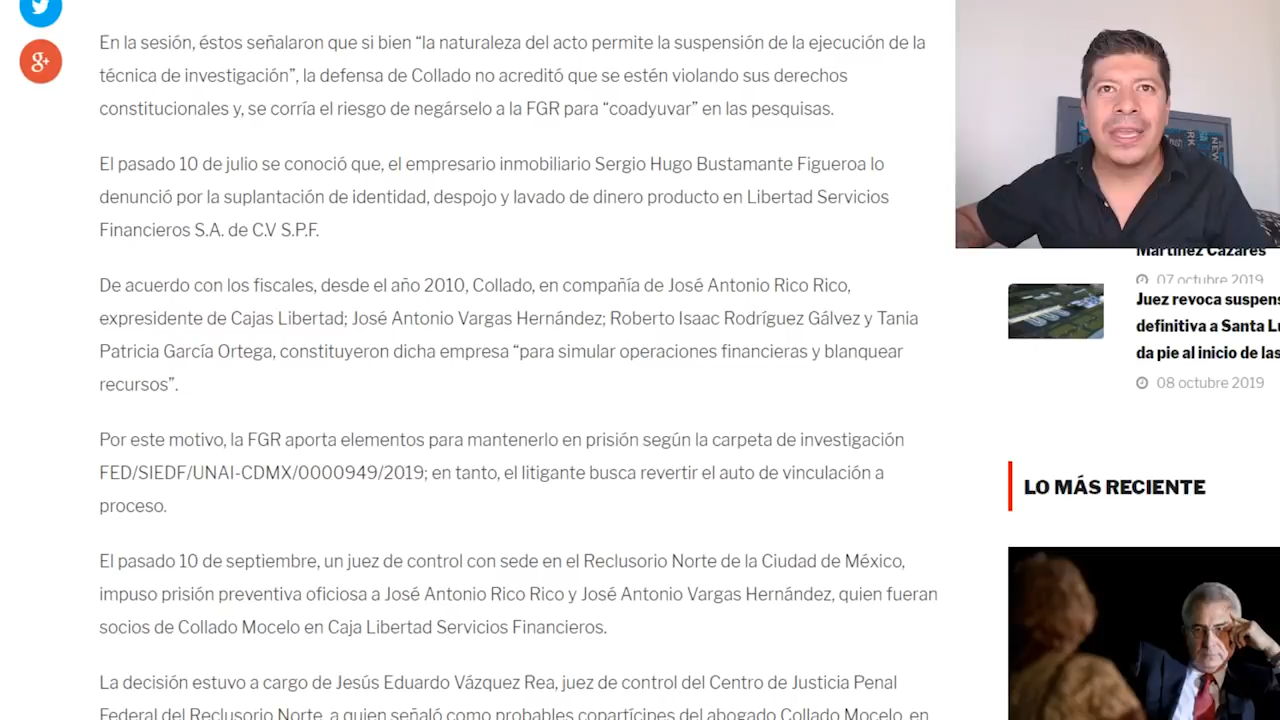 En la sesión, éstos señalaron que si bien “la naturaleza del acto permite la suspensión de la ejecución de la
técnica de investigación”, la defensa de Collado no acreditó que se estén violando sus derechos
constitucionales y, se corría el riesgo de negárselo a la FGR para “coadyuvar” en las pesquisas.
El pasado 10 de julio se conoció que, el empresario inmobiliario Sergio Hugo Bustamante Figueroa lo
denunció por la suplantación de identidad, despojo y lavado de dinero producto en Libertad Servicios
Financieros S.A. de C.V S.P.F.
De acuerdo con los fiscales, desde el año 2010, Collado, en compañía de José Antonio Rico Rico,
expresidente de Cajas Libertad; José Antonio Vargas Hernández; Roberto Isaac Rodríguez Gálvez y Tania
Patricia García Ortega, constituyeron dicha empresa “para simular operaciones financieras y blanquear
recursos”.
Por este motivo, la FGR aporta elementos para mantenerlo en prisión según la carpeta de investigación
FED/SIEDF/UNAI-CDMX/0000949/2019; en tanto, el litigante busca revertir el auto de vinculación a
proceso.
El pasado 10 de septiembre, un juez de control con sede en el Reclusorio Norte de la Ciudad de México,
impuso prisión preventiva oficiosa a José Antonio Rico Rico y José Antonio Vargas Hernández, quien fueran
socios de Collado Mocelo en Caja Libertad Servicios Financieros.
La decisión estuvo a cargo de Jesús Eduardo Vázquez Rea, juez de control del Centro de Justicia Penal
Federal del Reclusorio Norte, a quien señaló como probables copartícipes del abogado Collado Mocelo, en
Martínez Cázares
07 octubre 2019
Juez revoca suspens
definitiva a Santa L
da pie al inicio de las
08 octubre 2019
LO MÁS RECIENTE